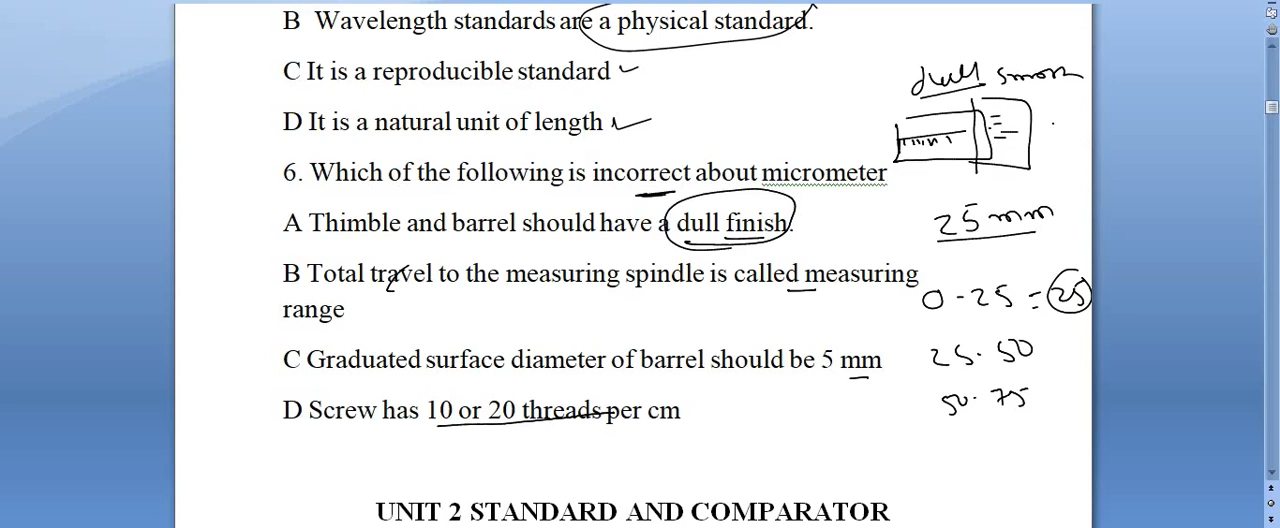 B Wavelength standards are a physical standard.
C It is a reproducible standard
D It is a natural unit of length
6. Which of the following is incorrect about micrometer
A Thimble and barrel should have a dull finish.
B Total travel to the measuring spindle is called measuring
range
C Graduated surface diameter of barrel should be 5 mm
D Screw has 10 or 20 threads per cm
UNIT 2 STANDARD AND COMPARATOR
dull
25 mm
0 - 25 = 25
25. 50
50. 75